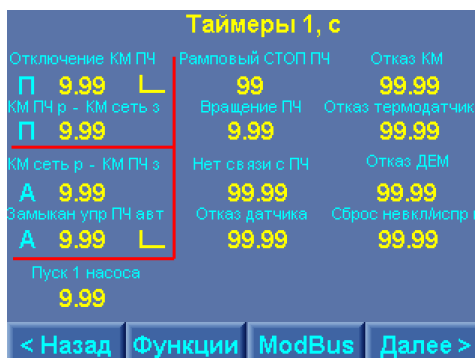 Таймеры 1, с
Отключение КМ ПЧ Рамповый СТОП ПЧ Отказ КМ
П 9.99 99 99.99
КМ ПЧ р - КМ сеть з Вращение ПЧ Отказ термодатчик
П 9.99 9.99 99.99
КМ сеть р - КМ ПЧ з Нет связи с ПЧ Отказ ДЕМ
А 9.99 99.99 99.99
Замыкан упр ПЧ авт Отказ датчика Сброс невкл/испр
А 9.99 99.99 99.99
Пуск 1 насоса
9.99
< Назад Функции ModBus Далее >